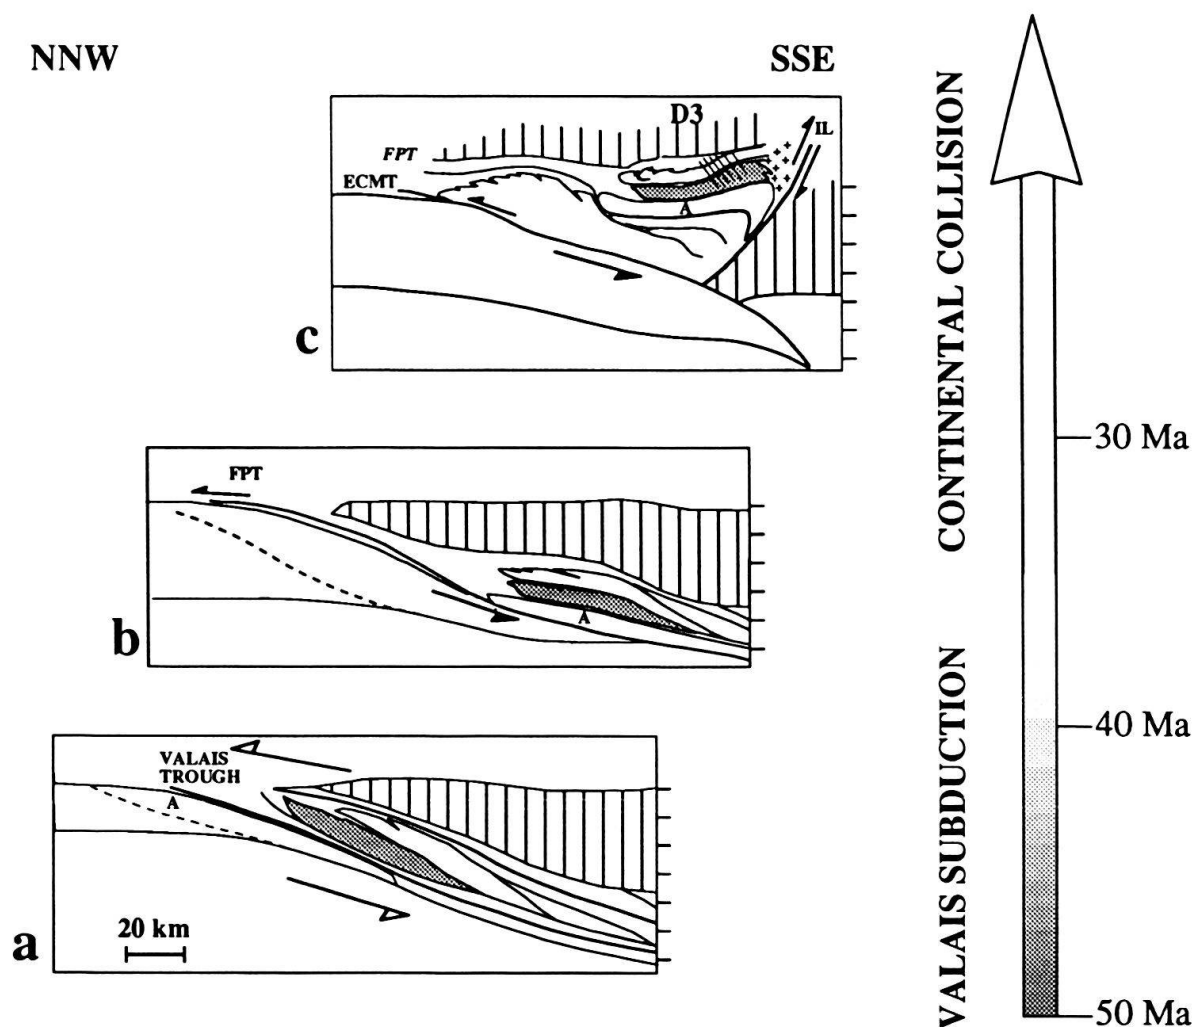 NNW
SSE
D3
IL
FPT
ECMT
A
c
FPT
A
b
VALAIS
TROUGH
A
20 km
a
CONTINENTAL COLLISION
VALAIS SUBDUCTION
30 Ma
40 Ma
50 Ma